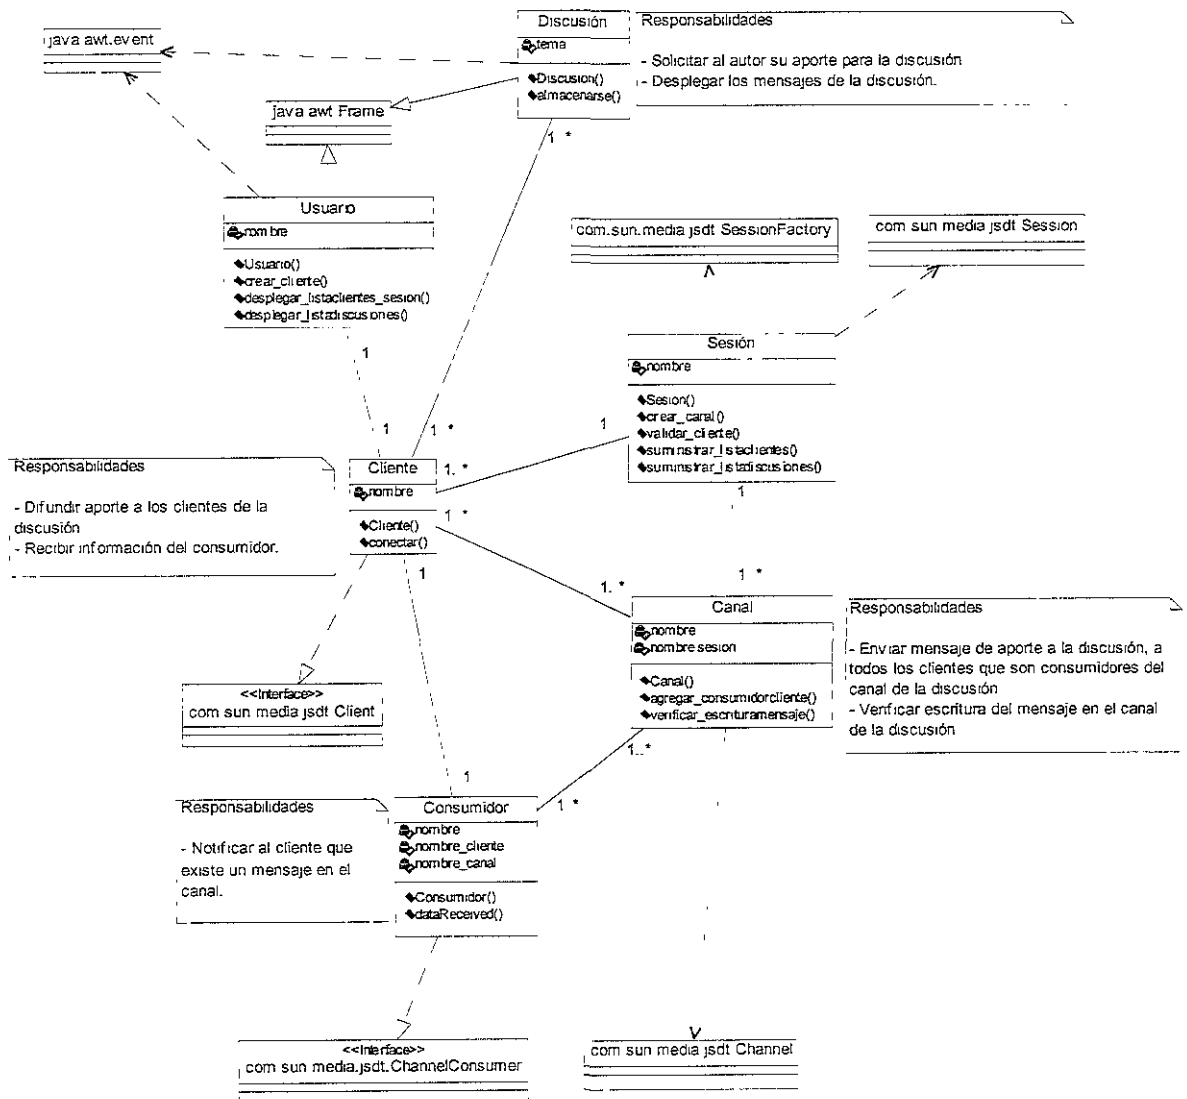 Discusión
tema
Discusion()
almacenarse()
Responsabilidades
- Solicitar al autor su aporte para la discusión
- Desplegar los mensajes de la discusión.
java awt.event
java awt Frame
1 *
Usuario
nombre
Usuario()
crear_cliente()
desplegar_listaclientes_sesion()
desplegar_listadiscusiones()
com.sun.media jsdt SessionFactory
com sun media jsdt Session
Sesión
nombre
Sesion()
crear_canal()
validar_cliente()
suministrar_listaclientes()
suministrar_listadiscusiones()
1
1
1 *
1
1. *
1 *
Responsabilidades
- Difundir aporte a los clientes de la
discusión
- Recibir información del consumidor.
Cliente
nombre
Cliente()
conectar()
1
1
1. *
1 *
Canal
nombre
nombre sesion
Canal()
agregar_consumidorcliente()
verificar_escrituramensaje()
Responsabilidades
- Enviar mensaje de aporte a la discusión, a
todos los clientes que son consumidores del
canal de la discusión
- Verificar escritura del mensaje en el canal
de la discusión
<<Interface>>
com sun media jsdt Client
1
1..*
1 *
Responsabilidades
- Notificar al cliente que
existe un mensaje en el
canal.
Consumidor
nombre
nombre_cliente
nombre_canal
Consumidor()
dataReceived()
<<Interface>>
com sun media.jsdt.ChannelConsumer
com sun media jsdt Channel